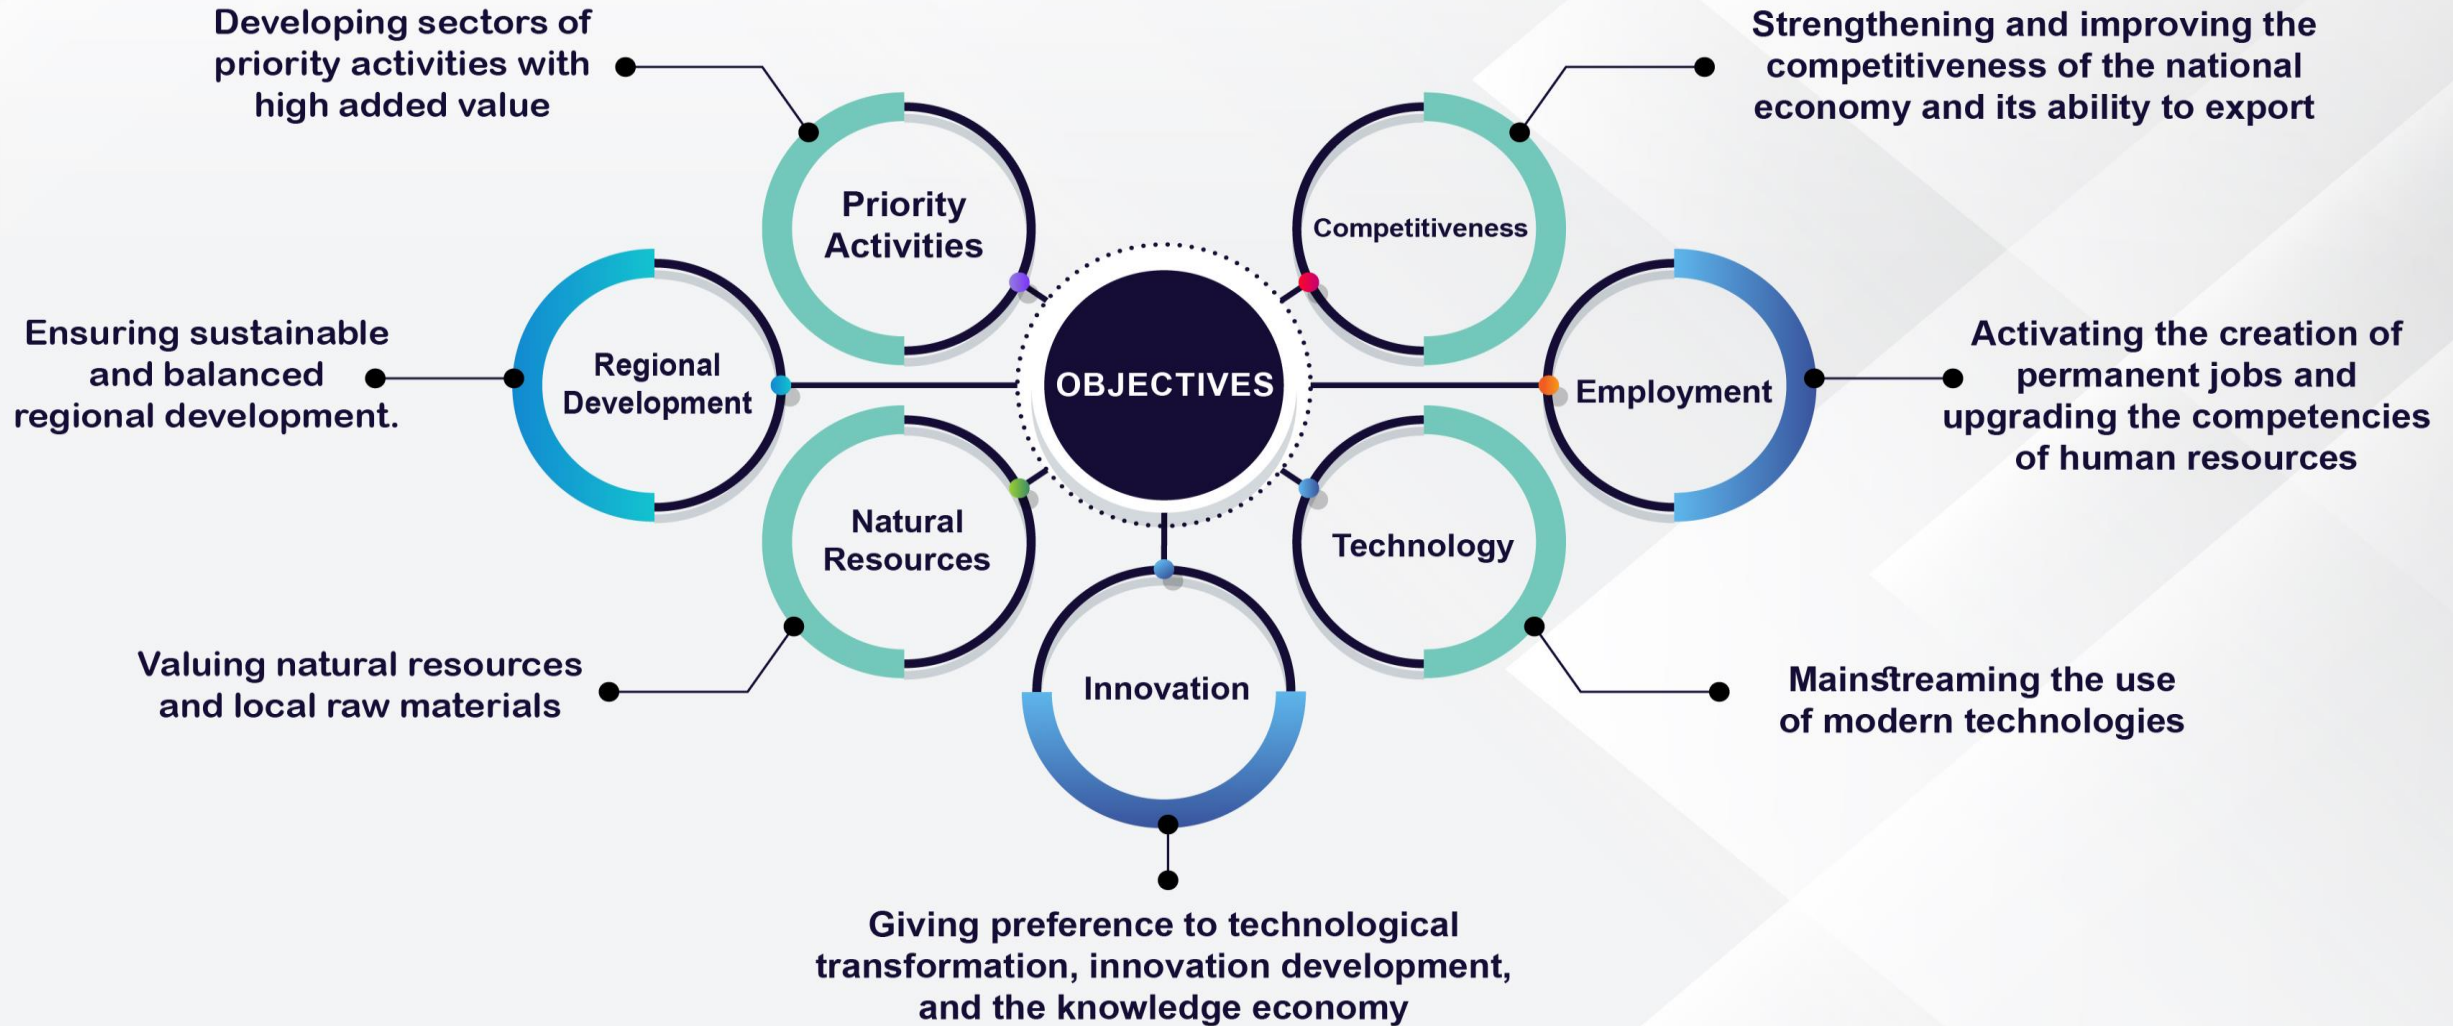 Developing sectors of
priority activities with
high added value
Strengthening and improving the
competitiveness of the national
economy and its ability to export
Priority
Activities
Competitiveness
Ensuring sustainable
and balanced
regional development.
Regional
Development
OBJECTIVES
Employment
Activating the creation of
permanent jobs and
upgrading the competencies
of human resources
Natural
Resources
Technology
Valuing natural resources
and local raw materials
Innovation
Mainstreaming the use
of modern technologies
Giving preference to technological
transformation, innovation development,
and the knowledge economy